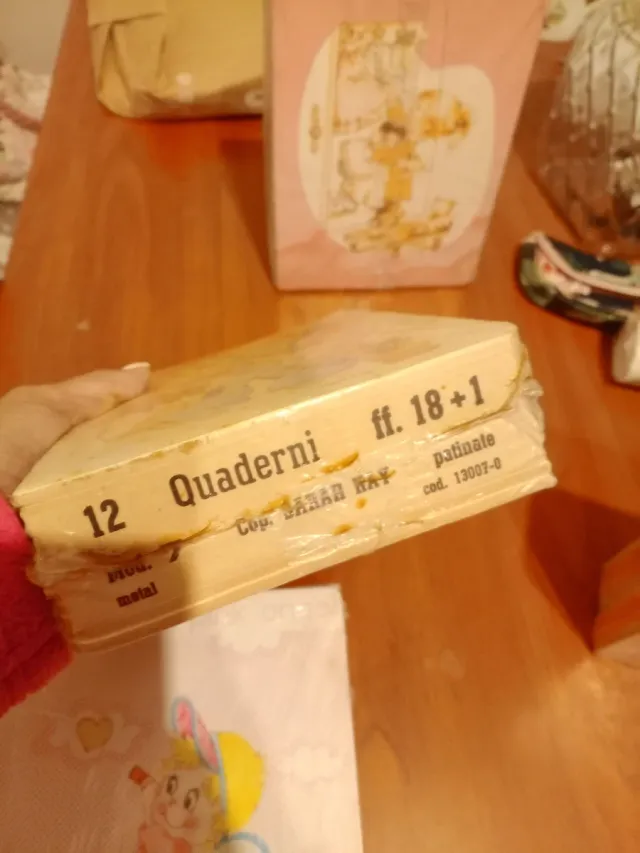 12 Quaderni ff. 18+1
Cop. SARAH KAY patinate
metal cod. 13007-0